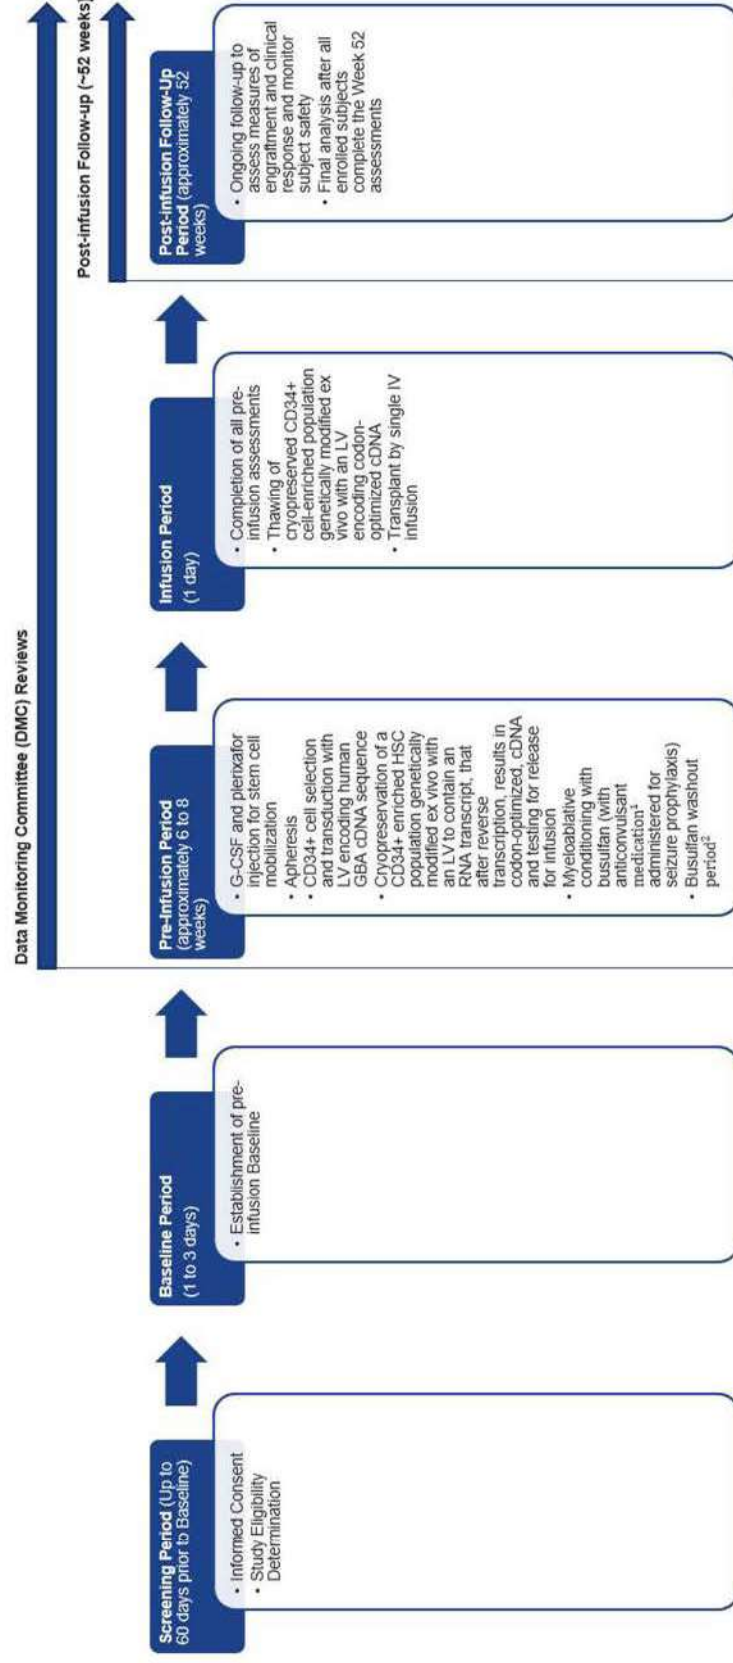 Data Monitoring Committee (DMC) Reviews
Post-infusion Follow-up (~52 weeks)
Screening Period (Up to
60 days prior to Baseline)
• Informed Consent
• Study Eligibility
Determination
Baseline Period
(1 to 3 days)
• Establishment of pre-
infusion Baseline
Pre-Infusion Period
(approximately 6 to 8
weeks)
• G-CSF and plerixafor
injection for stem cell
mobilization
• Apheresis
• CD34+ cell selection
and transduction with
LV encoding human
GBA cDNA sequence
• Cryopreservation of a
CD34+ enriched HSC
population genetically
modified ex vivo with
an LV to contain an
RNA transcript, that
after reverse
transcription, results in
codon-optimized, cDNA
and testing for release
for infusion
• Myeloablative
conditioning with
busulfan (with
anticonvulsant
medication¹
administered for
seizure prophylaxis)
• Busulfan washout
period²
Infusion Period
(1 day)
• Completion of all pre-
infusion assessments
• Thawing of
cryopreserved CD34+
cell-enriched population
genetically modified ex
vivo with an LV
encoding codon-
optimized cDNA
• Transplant by single IV
infusion
Post-infusion Follow-Up
Period (approximately 52
weeks)
• Ongoing follow-up to
assess measures of
engraftment and clinical
response and monitor
subject safety
• Final analysis after all
enrolled subjects
complete the Week 52
assessments